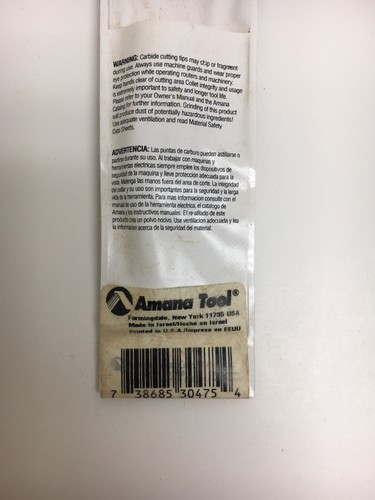 WARNING: Carbide cutting tips may chip or fragment
during use. Always use machine guards and wear proper
eye protection while operating routers and machinery.
Keep hands clear of cutting area Collet integrity and usage
is extremely important to safety and longer tool life.
Please refer to your Owner's Manual and the Amana
Catalog for further information. Grinding of this product
will produce dust of potentially hazardous ingredients!
Use adequate ventilation and read Material Safety
Data Sheets.
ADVERTENCIA: Las puntas de carburo pueden astillarse o
partirse durante su uso. Al trabajar con maquinas y
herramientas electricas siempre emplee los dispositivos de
seguridad de la maquina y lleve protección adecuada para la
vista. Mantenga las manos fuera del area de corte. La integridad
del collar y su uso son importantes para la seguridad y la larga
vida de la herramienta. Para mas informacion consulte con el
manual de uso de la herramienta electrica, el catalogo de
Amana y los instructivos manuales. El re-afilado de este
producto crea un polvo nocivo. Use ventilacion adecuada y lea
la informacion acerca de la seguridad del material.
Amana Tool®
Farmingdale, New York 11735 USA
Made in Israel/Hecho en Israel
Printed in U.S.A./Impreso en EEUU
7 38685 30475 4